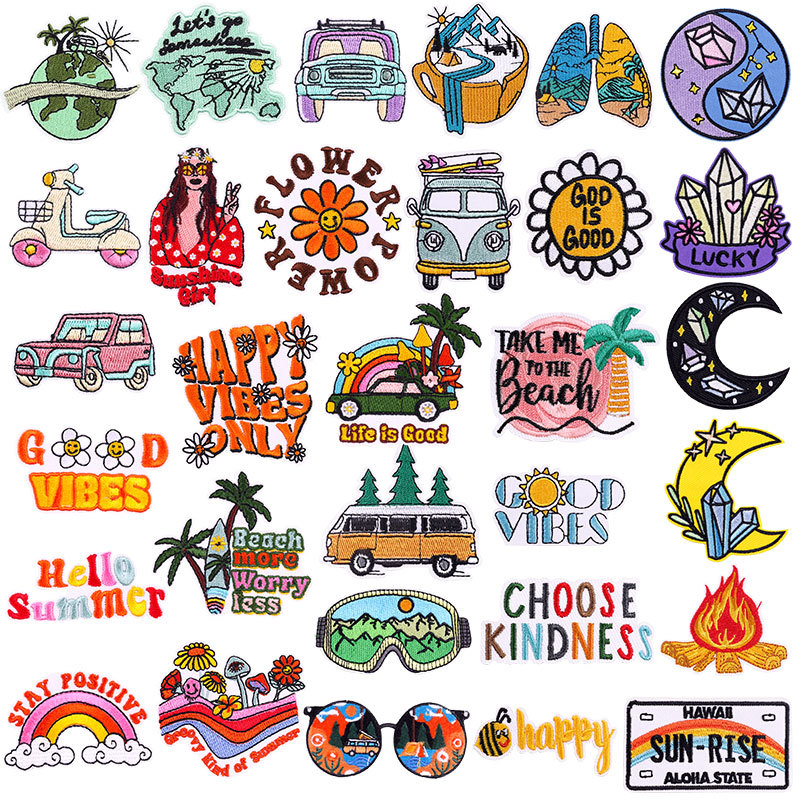 Let's go
Somewhere
FLOWER
POWER
Sunshine
Girl
GOD
IS
GOOD
LUCKY
HAPPY
VIBES
ONLY
Life is Good
TAKE ME
TO THE
Beach
GOOD
VIBES
Beach
more
Worry
less
GOOD
VIBES
Hello
Summer
CHOOSE
KINDNESS
STAY POSITIVE
Groovy Kind of Summer
happy
HAWAII
SUN-RISE
ALOHA STATE